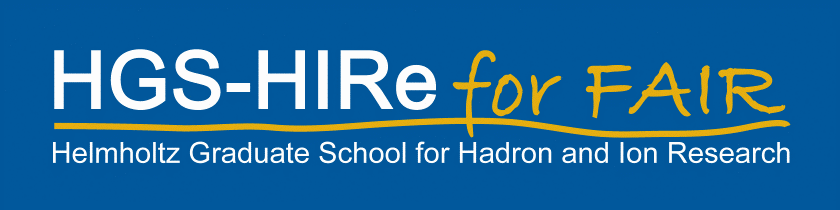 HGS-HIRe for FAIR
Helmholtz Graduate School for Hadron and Ion Research